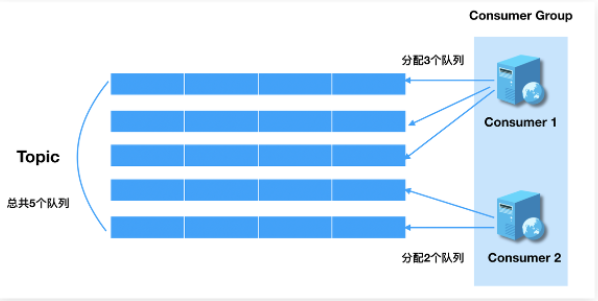 Consumer Group
分配3个队列
Consumer 1
Topic
总共5个队列
分配2个队列
Consumer 2